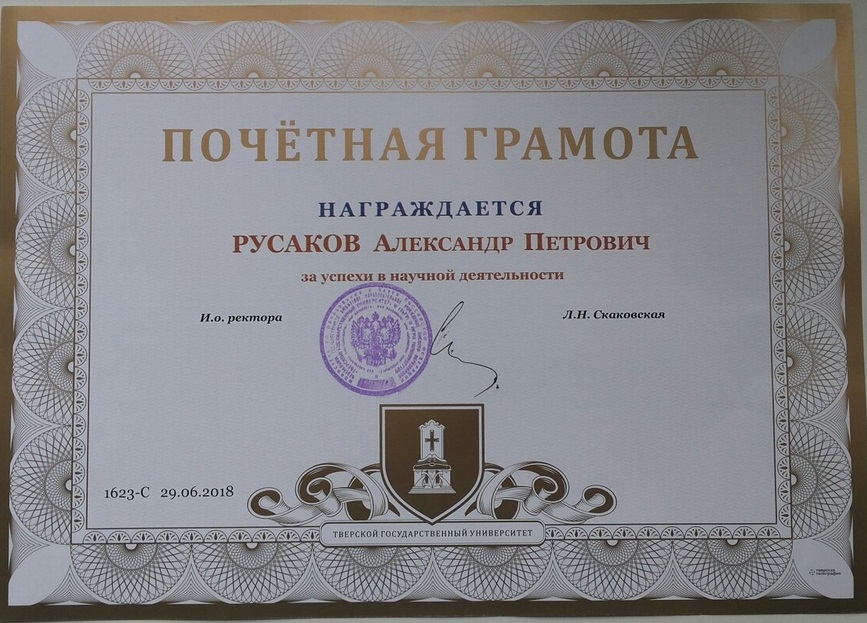 ПОЧЁТНАЯ ГРАМОТА
НАГРАЖДАЕТСЯ
РУСАКОВ Александр Петрович
за успехи в научной деятельности
И.о. ректора
Л.Н. Скаковская
1623-С 29.06.2018
ТВЕРСКОЙ ГОСУДАРСТВЕННЫЙ УНИВЕРСИТЕТ